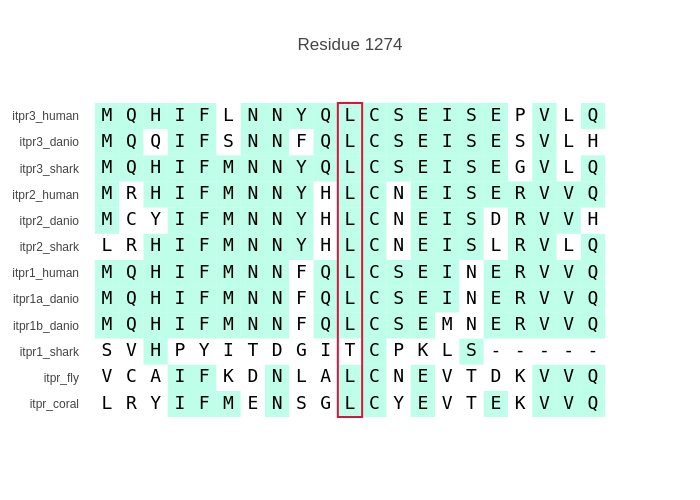 Residue 1274
itpr3_human M Q H I F L N N Y Q L C S E I S E P V L Q
itpr3_danio M Q Q I F S N N F Q L C S E I S E S V L H
itpr3_shark M Q H I F M N N Y Q L C S E I S E G V L Q
itpr2_human M R H I F M N N Y H L C N E I S E R V V Q
itpr2_danio M C Y I F M N N Y H L C N E I S D R V V H
itpr2_shark L R H I F M N N Y H L C N E I S L R V L Q
itpr1_human M Q H I F M N N F Q L C S E I N E R V V Q
itpr1a_danio M Q H I F M N N F Q L C S E I N E R V V Q
itpr1b_danio M Q H I F M N N F Q L C S E M N E R V V Q
itpr1_shark S V H P Y I T D G I T C P K L S - - - - -
itpr_fly V C A I F K D N L A L C N E V T D K V V Q
itpr_coral L R Y I F M E N S G L C Y E V T E K V V Q